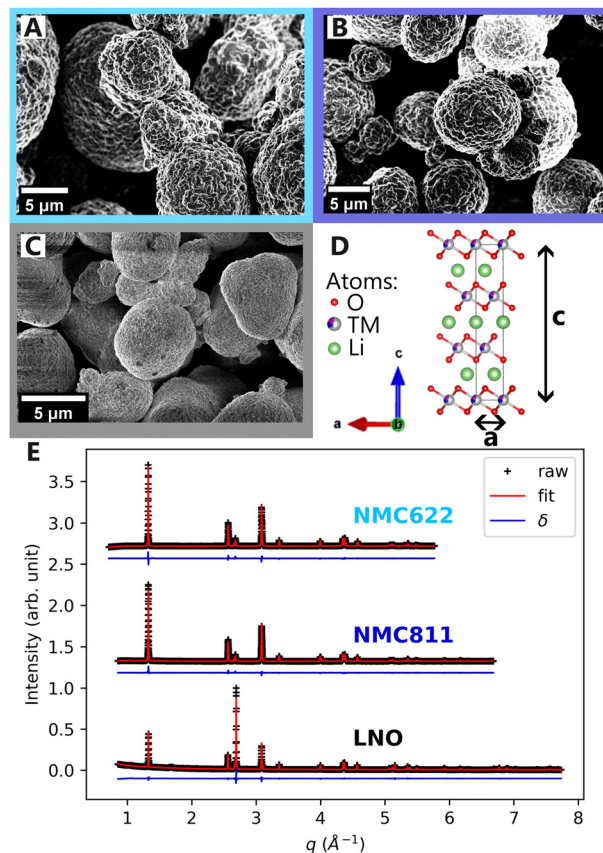 A
5 μm
B
5 μm
C
5 μm
D
Atoms:
O
TM
Li
c
a
b
c
a
E
raw
fit
δ
NMC622
NMC811
LNO
Intensity (arb. unit)
3.5
3.0
2.5
2.0
1.5
1.0
0.5
0.0
1 2 3 4 5 6 7 8
q (Å⁻¹)